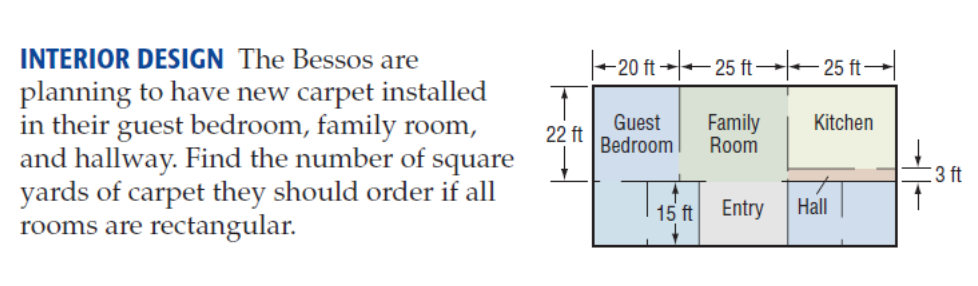 INTERIOR DESIGN The Bessos are
planning to have new carpet installed
in their guest bedroom, family room,
and hallway. Find the number of square
yards of carpet they should order if all
rooms are rectangular.
20 ft 25 ft 25 ft
22 ft
Guest
Bedroom
Family
Room
Kitchen
3 ft
15 ft
Entry
Hall